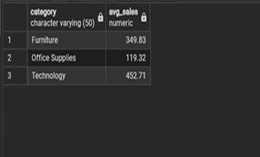 category avg_sales
character varying (50) numeric
1 Furniture 349.83
2 Office Supplies 119.32
3 Technology 452.71